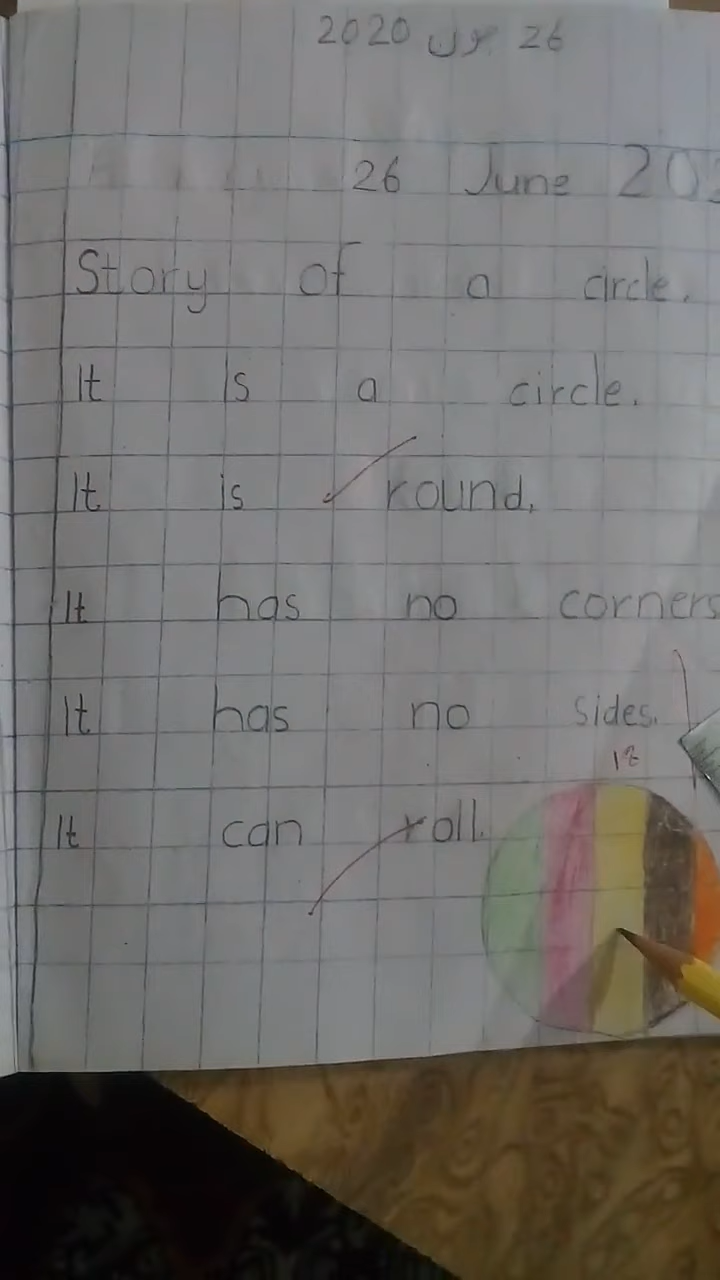 26 جون 2020
26 June 202
Story of a circle.
It is a circle.
It is round.
It has no corners
It has no sides.
It can roll.